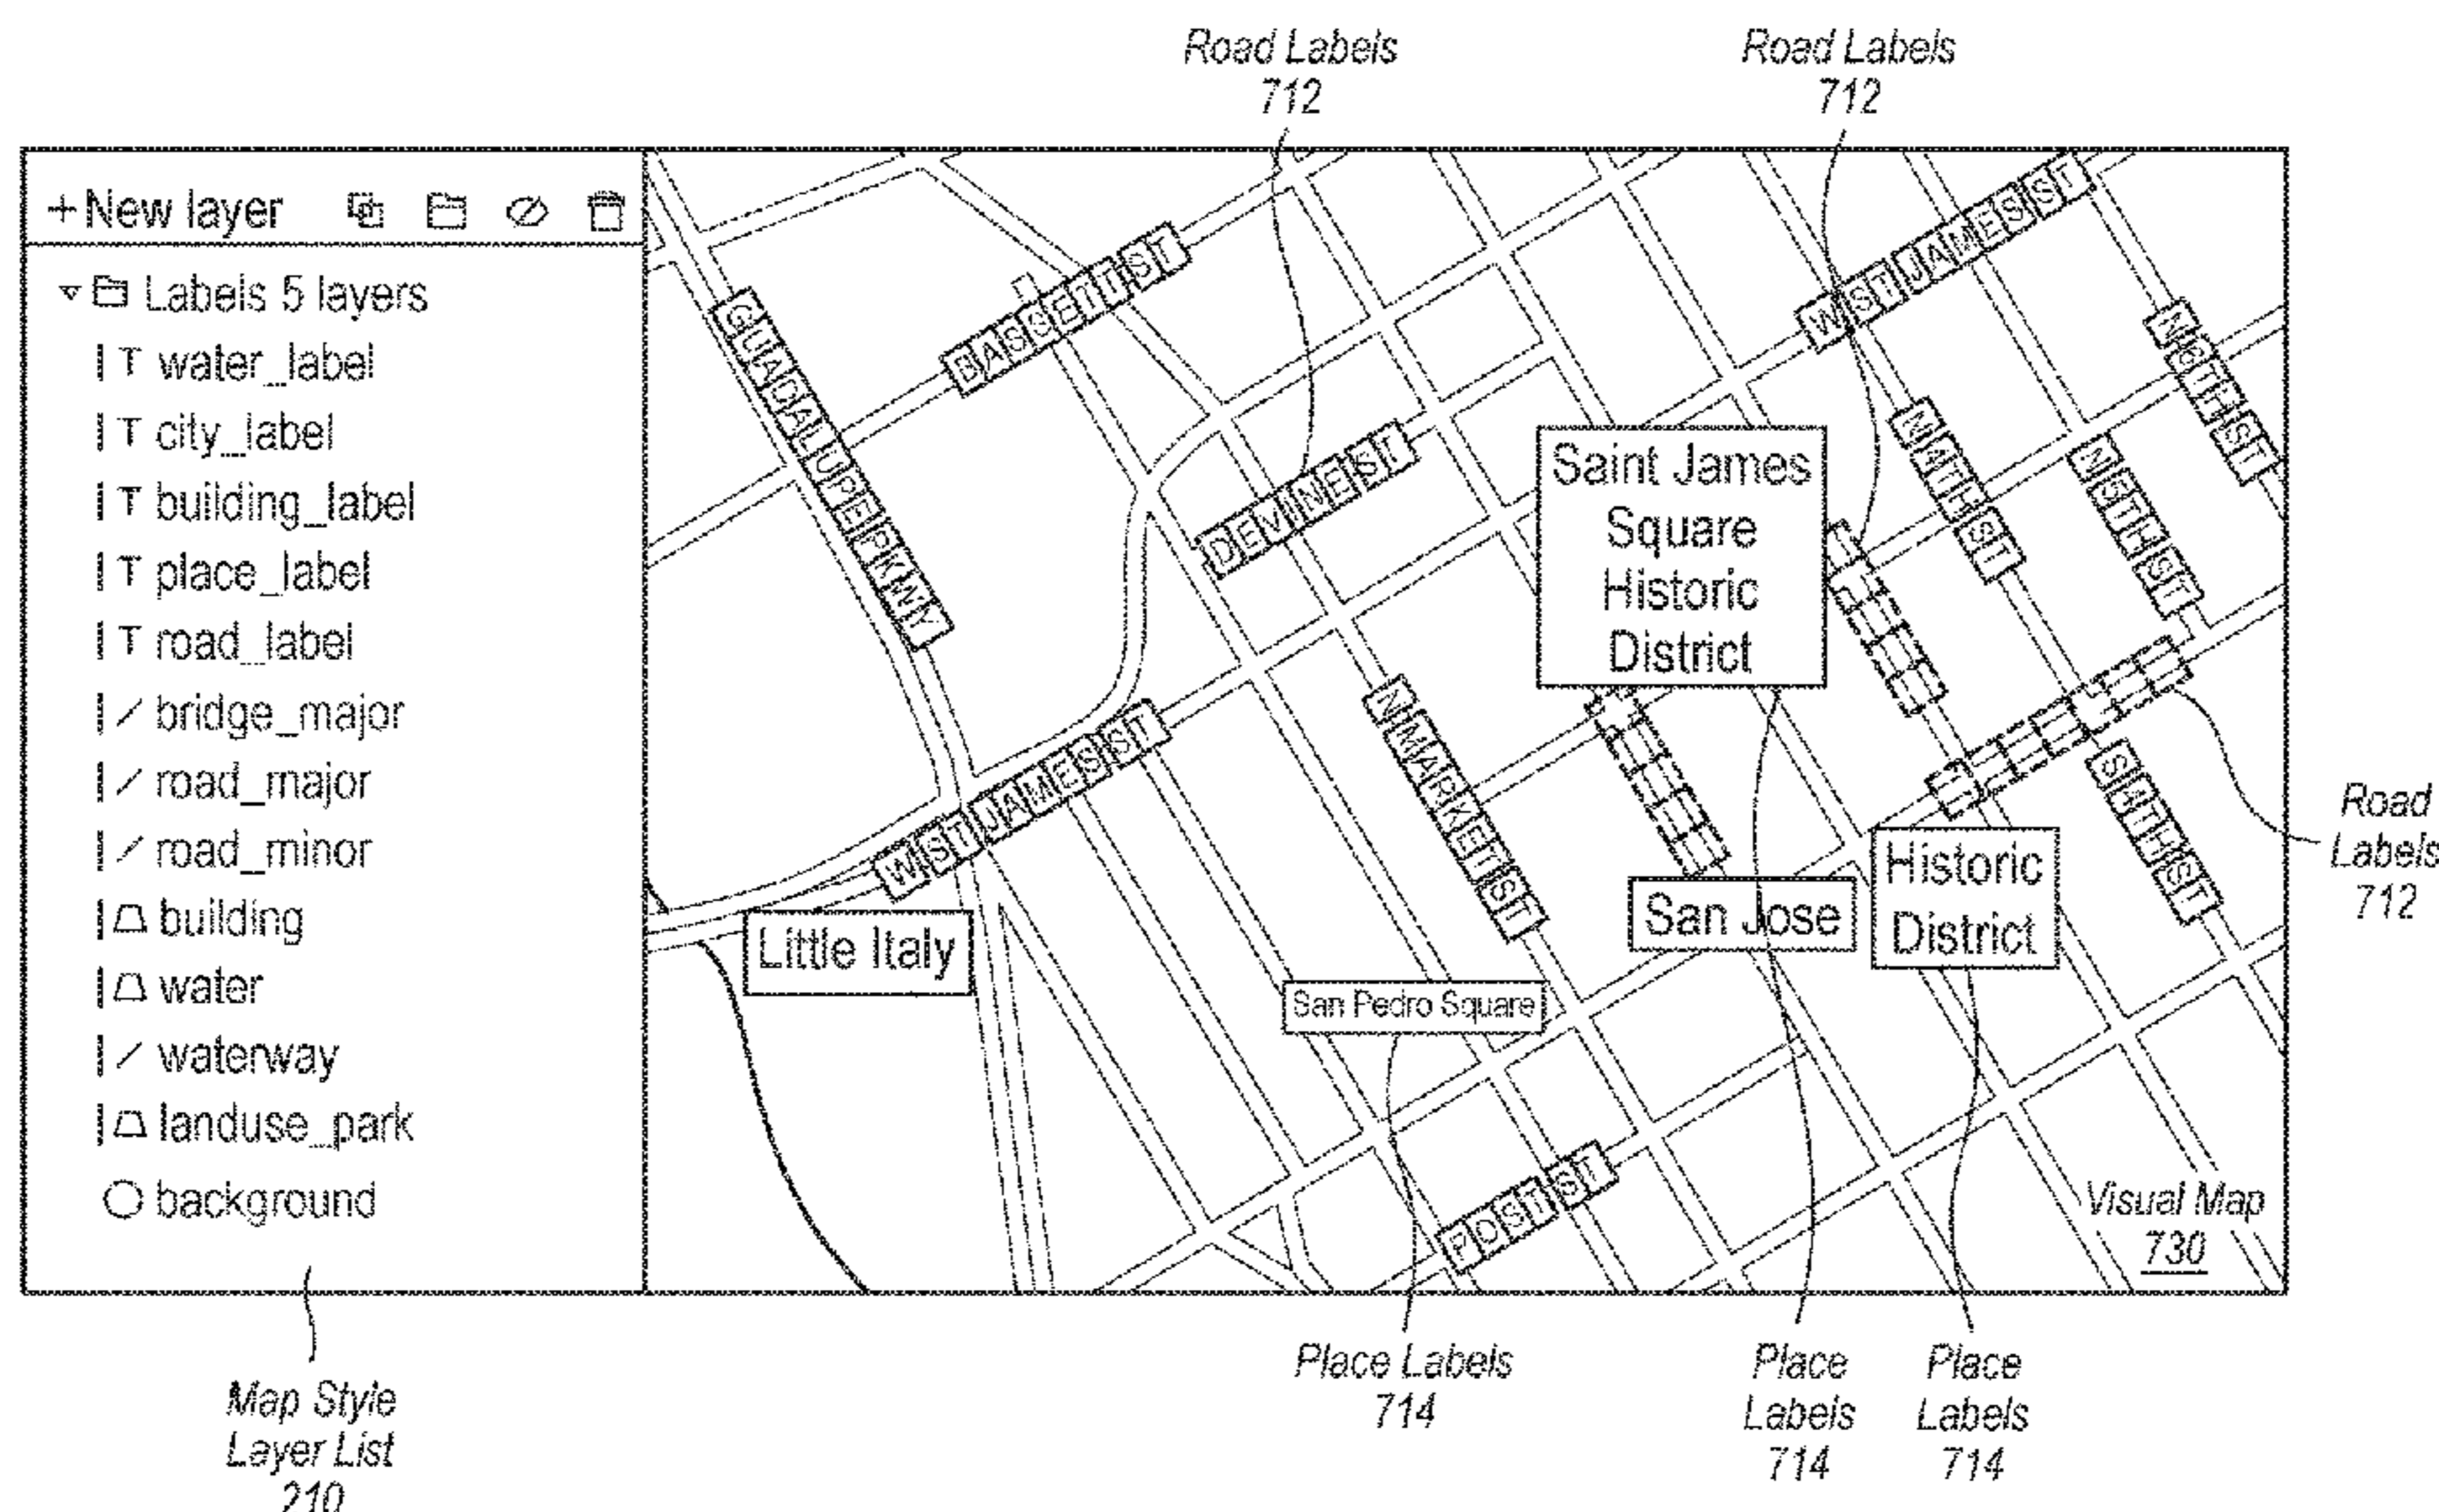 Road Labels
712
Road Labels
712
+ New layer
Labels 5 layers
T water_label
T city_label
T building_label
T place_label
T road_label
bridge_major
road_major
road_minor
building
water
waterway
landuse_park
background
Map Style
Layer List
210
GUADALUPE PKWY
BASSETT ST
DEVINE ST
W ST JAMES ST
N 4TH ST
N 5TH ST
N 6TH ST
Saint James
Square
Historic
District
W ST JAMES ST
N MARKET ST
S 4TH ST
Road
Labels
712
Little Italy
San Pedro Square
San Jose
Historic
District
POST ST
Visual Map
730
Place Labels
714
Place
Labels
714
Place
Labels
714